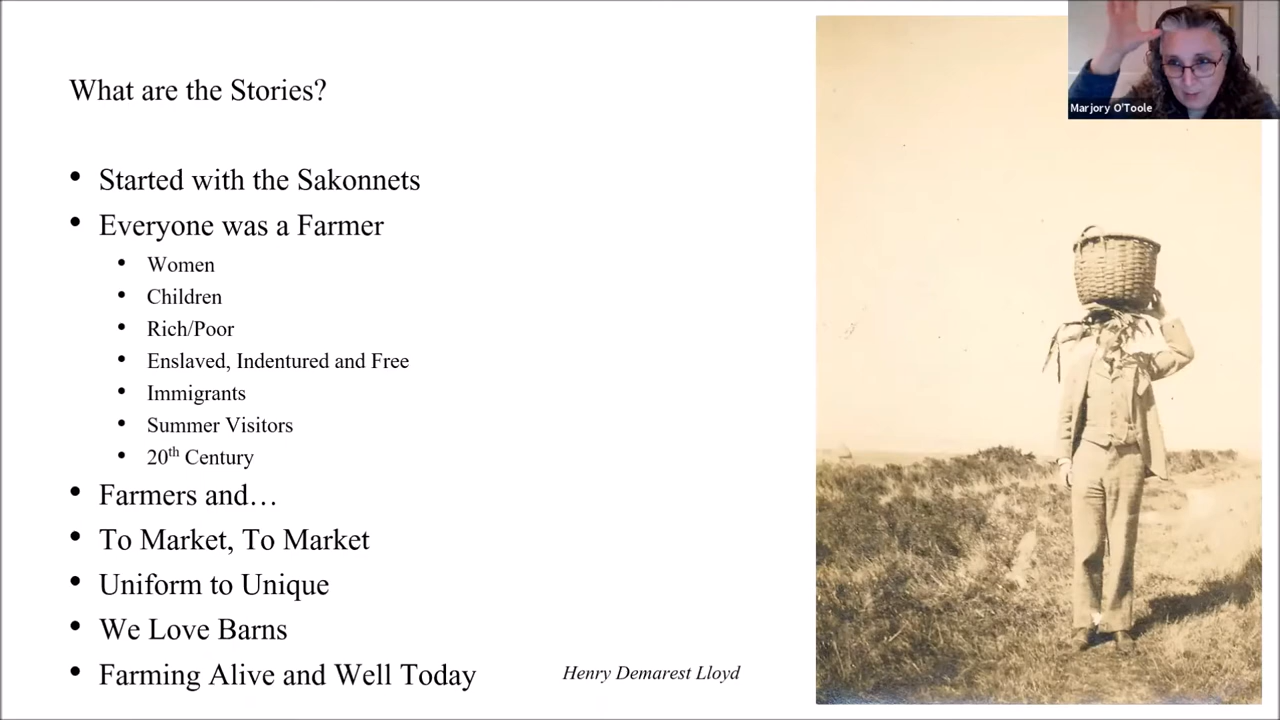 What are the Stories?
• Started with the Sakonnets
• Everyone was a Farmer
• Women
• Children
• Rich/Poor
• Enslaved, Indentured and Free
• Immigrants
• Summer Visitors
• 20th Century
• Farmers and…
• To Market, To Market
• Uniform to Unique
• We Love Barns
• Farming Alive and Well Today
Henry Demarest Lloyd
Marjory O'Toole